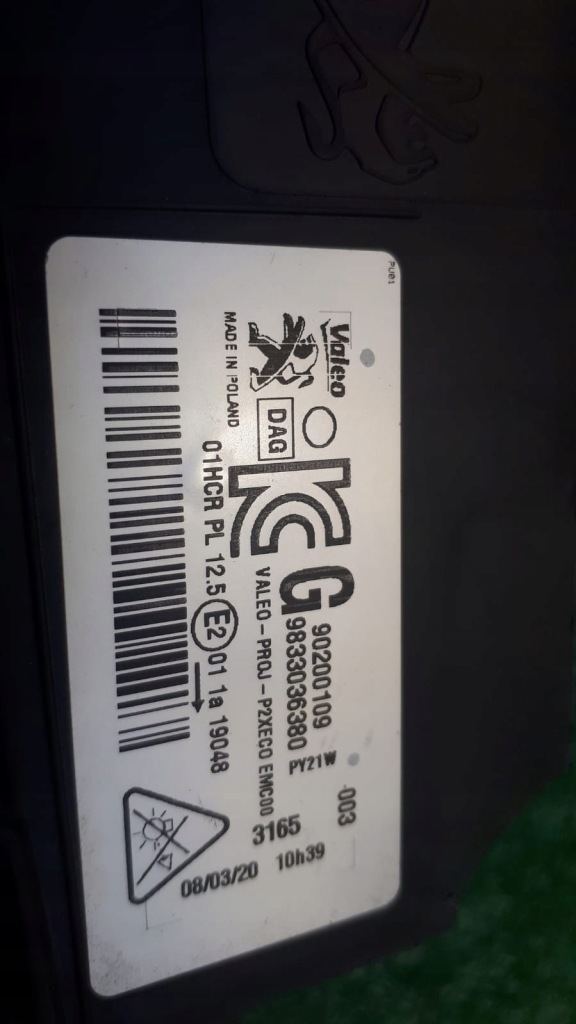 PU01
Valeo
G
90200109
9833036380
PY21W
-003
DAG
VALEO-PROJ-P2XECO EMC00
3165
MADE IN POLAND
01HCR PL 12.5 E2 01 1a 19048
08/03/20 10h39